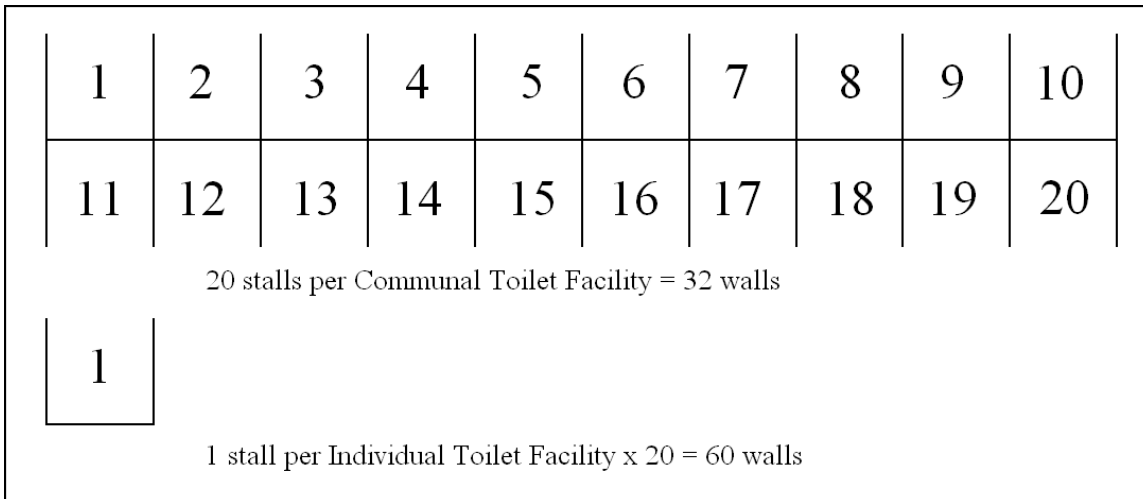 1 2 3 4 5 6 7 8 9 10
11 12 13 14 15 16 17 18 19 20
20 stalls per Communal Toilet Facility = 32 walls
1
1 stall per Individual Toilet Facility x 20 = 60 walls